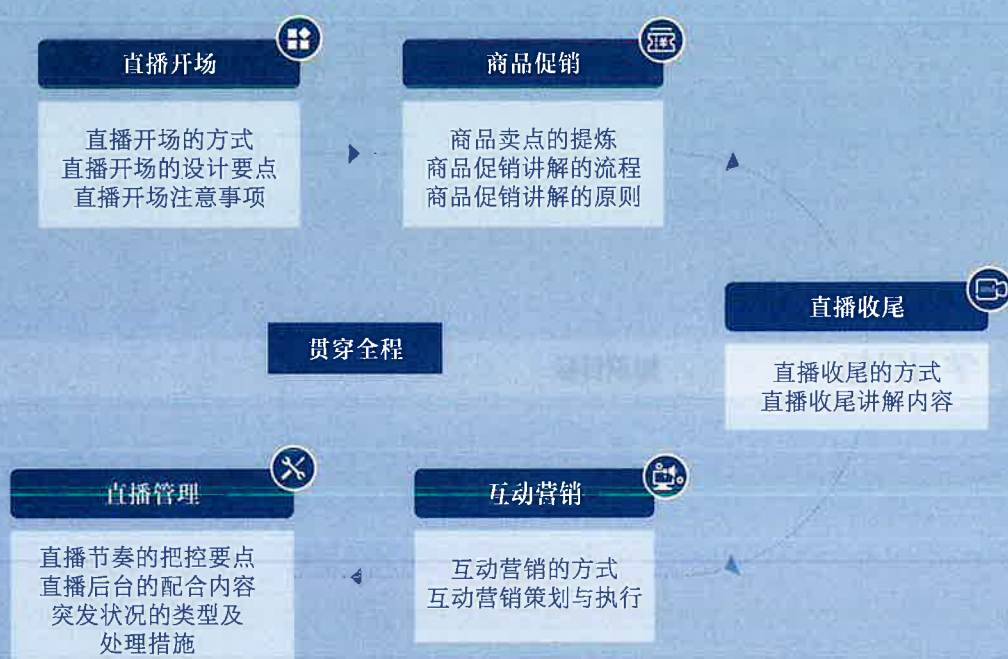 直播开场
直播开场的方式
直播开场的设计要点
直播开场注意事项
商品促销
商品卖点的提炼
商品促销讲解的流程
商品促销讲解的原则
直播收尾
直播收尾的方式
直播收尾讲解内容
贯穿全程
直播管理
直播节奏的把控要点
直播后台的配合内容
突发状况的类型及
处理措施
互动营销
互动营销的方式
互动营销策划与执行